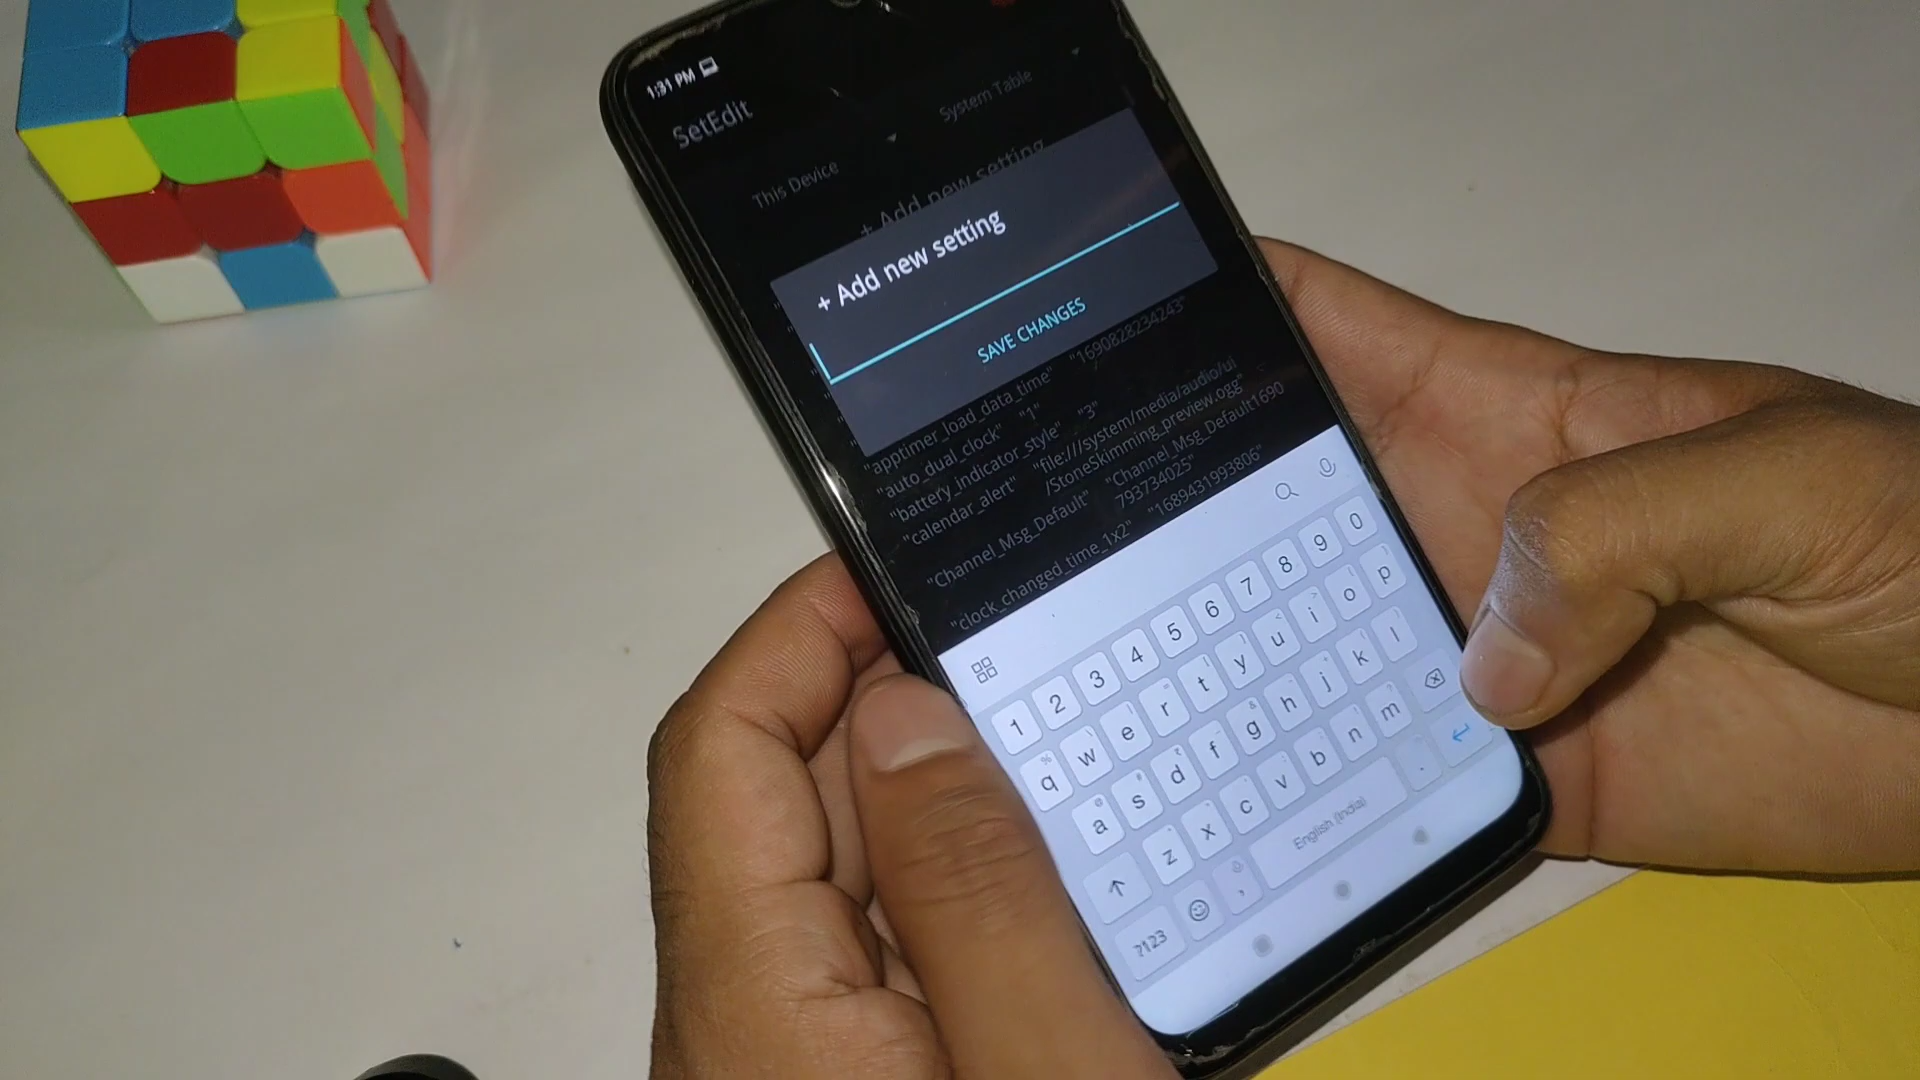 1:31 PM
SetEdit
This Device
System Table
+ Add new setting
+ Add new setting
SAVE CHANGES
"apptimer_load_data_time" "1690828234243"
"auto_dual_clock" "1"
"battery_indicator_style" "3"
"calendar_alert" "file:///system/media/audio/ui
/StoneSkimming_preview.ogg"
"Channel_Msg_Default" "Channel_Msg_Default1690
793734025"
"clock_changed_time_1x2" "1689431993806"
1 2 3 4 5 6 7 8 9 0
q w e r t y u i o p
a s d f g h j k l
z x c v b n m
?123 , English (India) .